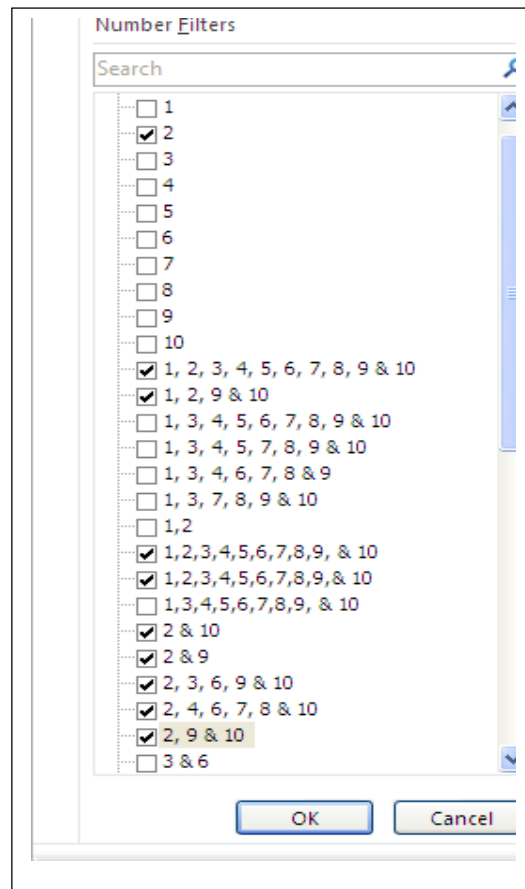 Number Filters
Search
1
2
3
4
5
6
7
8
9
10
1, 2, 3, 4, 5, 6, 7, 8, 9 & 10
1, 2, 9 & 10
1, 3, 4, 5, 6, 7, 8, 9 & 10
1, 3, 4, 5, 7, 8, 9 & 10
1, 3, 4, 6, 7, 8 & 9
1, 3, 7, 8, 9 & 10
1,2
1,2,3,4,5,6,7,8,9, & 10
1,2,3,4,5,6,7,8,9,& 10
1,3,4,5,6,7,8,9, & 10
2 & 10
2 & 9
2, 3, 6, 9 & 10
2, 4, 6, 7, 8 & 10
2, 9 & 10
3 & 6
OK Cancel